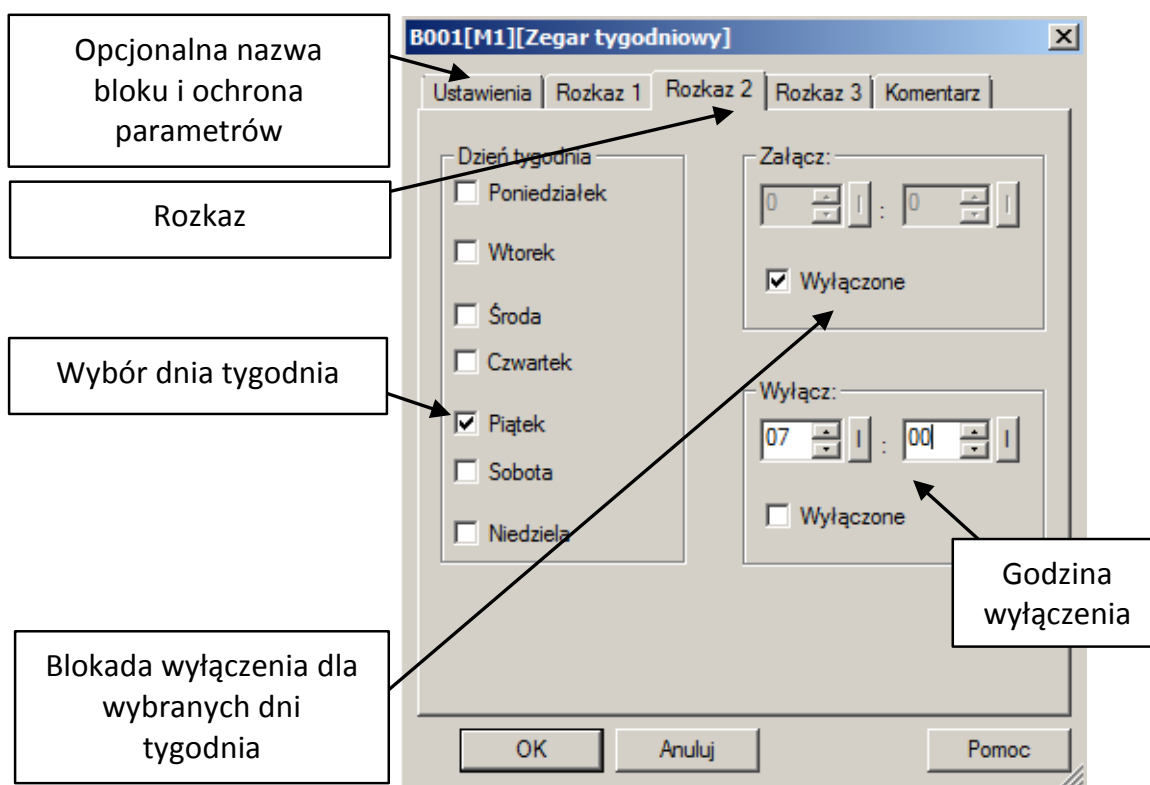 Opcjonalna nazwa
bloku i ochrona
parametrów
Rozkaz
Wybór dnia tygodnia
Blokada wyłączenia dla
wybranych dni
tygodnia
B001[M1][Zegar tygodniowy]
Ustawienia Rozkaz 1 Rozkaz 2 Rozkaz 3 Komentarz
Dzień tygodnia
Poniedziałek
Wtorek
Środa
Czwartek
Piątek
Sobota
Niedziela
Załącz:
0 : 0
Wyłączone
Wyłącz:
07 : 00
Wyłączone
Godzina
wyłączenia
OK Anuluj Pomoc